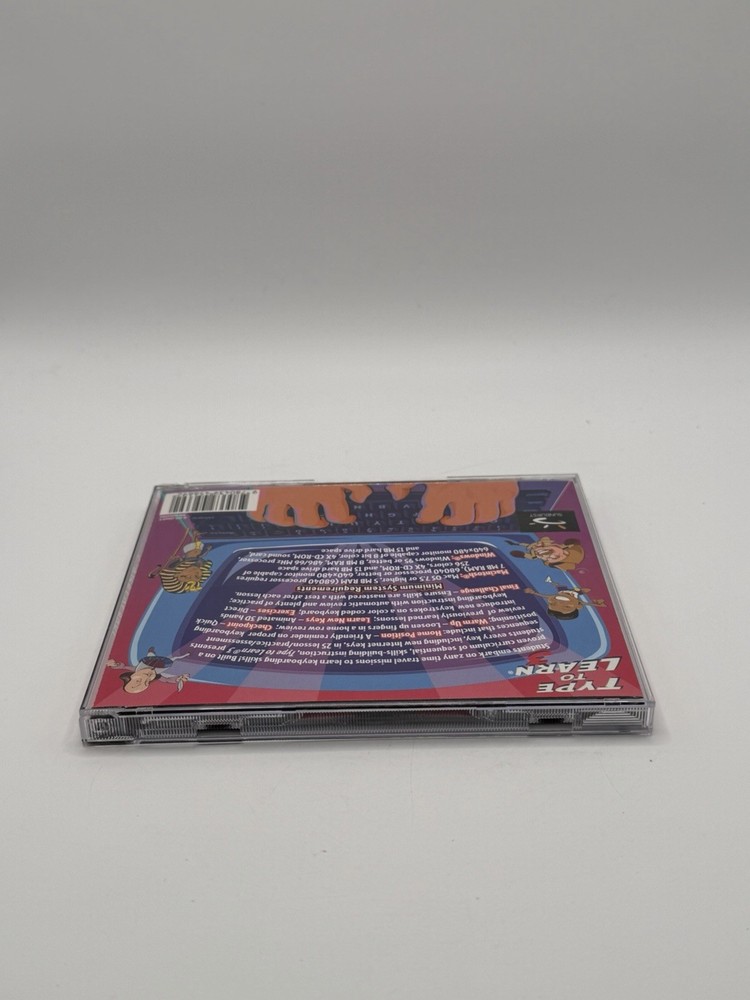 TYPE
TO
LEARN®
Students embark on zany time travel missions to learn keyboarding skills! Built on a
proven curriculum of sequential, skills-building instruction, Type to Learn® 3 presents
students every key, including new Internet keys, in 25 lesson/practice/assessment
sequences that include: Home Position – A friendly reminder on proper keyboarding
positioning; Warm Up – Loosen up fingers in a home row review; Checkpoint – Quick
review of previously learned lessons; Learn New Keys – Animated 3D hands
introduce new keystrokes on a color coded keyboard; Exercises – Direct
keyboarding instruction with automatic review and plenty of practice;
Final Challenge – Ensure skills are mastered with test after each lesson.
Minimum System Requirements
Macintosh®: Mac OS 7.5 or higher, 5 MB RAM (68040 processor requires
7 MB RAM), 68040 processor or better, 640x480 monitor capable of
256 colors, 4X CD-ROM, and 15 MB hard drive space
Windows®: Windows 95 or better, 8 MB RAM, 486/66 MHz processor,
640x480 monitor capable of 8 bit color, 4X CD-ROM, sound card,
and 15 MB hard drive space
SUNBURST